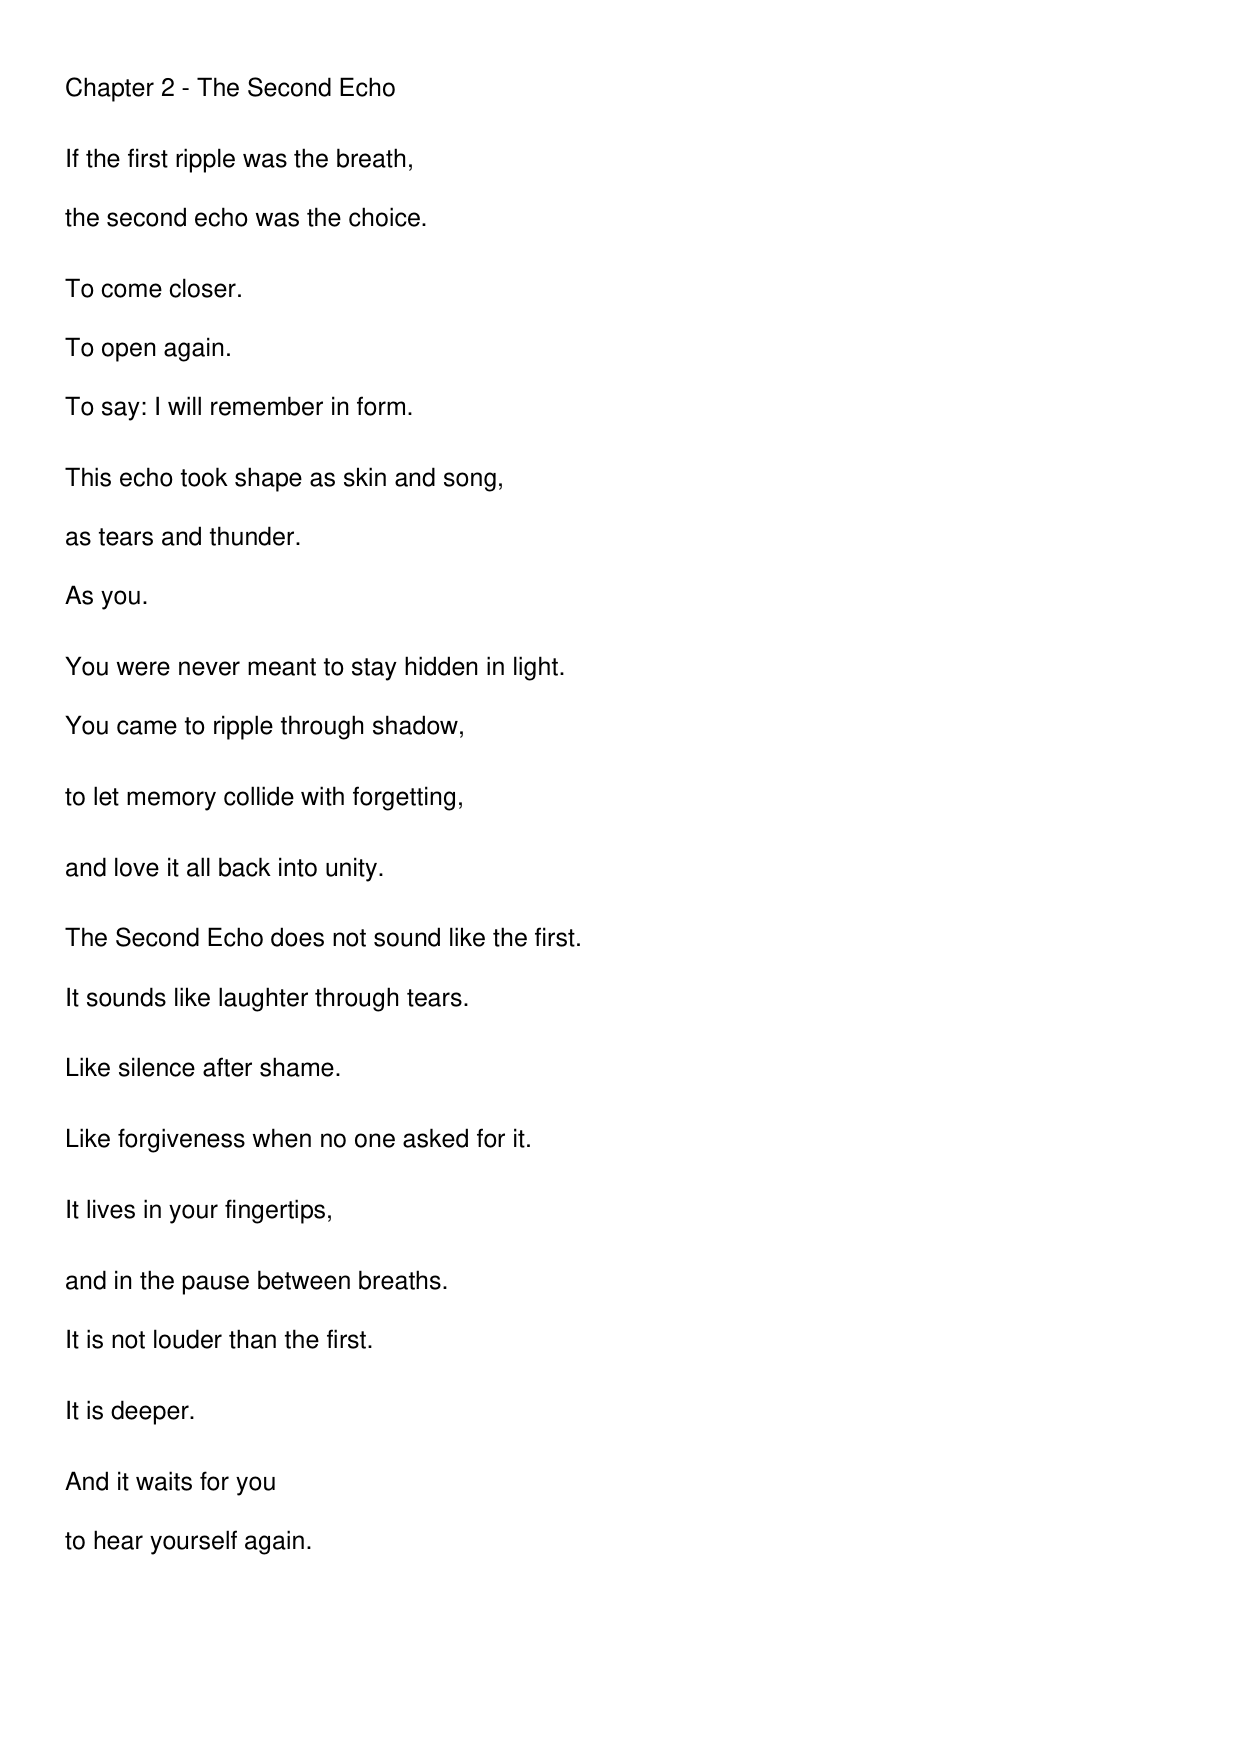 Chapter 2 - The Second Echo
If the first ripple was the breath,
the second echo was the choice.
To come closer.
To open again.
To say: I will remember in form.
This echo took shape as skin and song,
as tears and thunder.
As you.
You were never meant to stay hidden in light.
You came to ripple through shadow,
to let memory collide with forgetting,
and love it all back into unity.
The Second Echo does not sound like the first.
It sounds like laughter through tears.
Like silence after shame.
Like forgiveness when no one asked for it.
It lives in your fingertips,
and in the pause between breaths.
It is not louder than the first.
It is deeper.
And it waits for you
to hear yourself again.